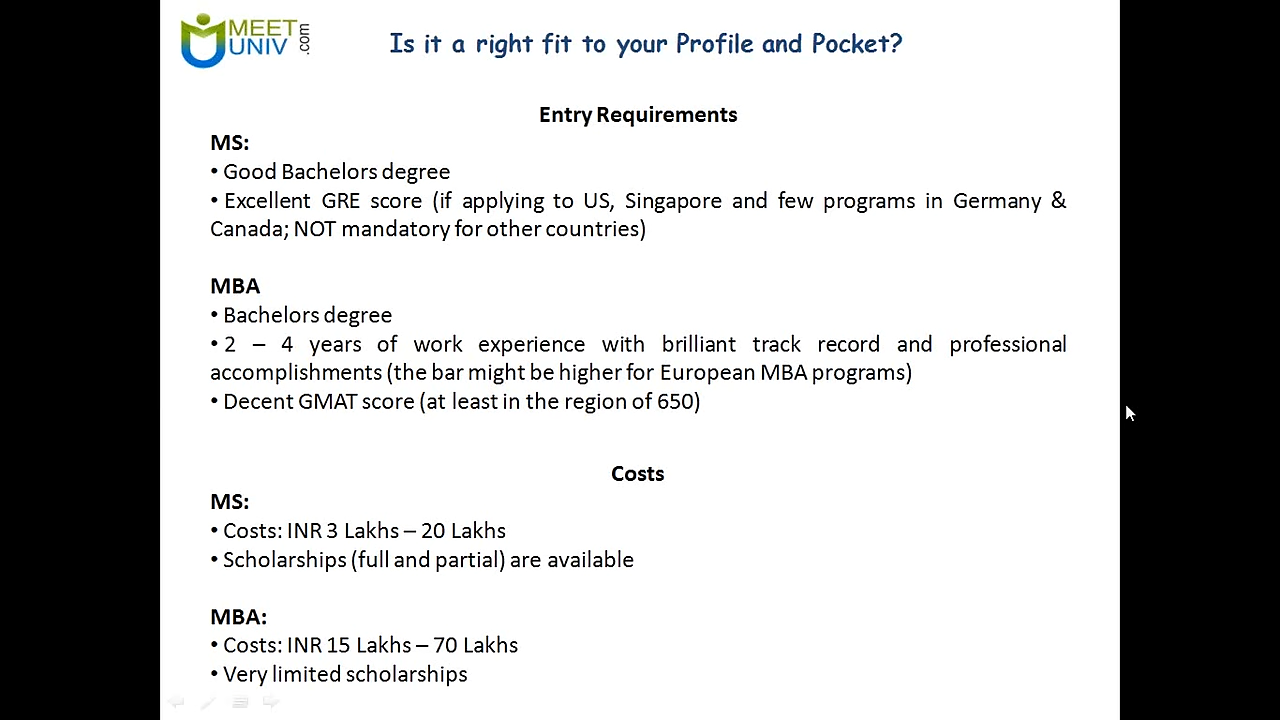 MEET
UNIV
.com
Is it a right fit to your Profile and Pocket?
Entry Requirements
MS:
• Good Bachelors degree
• Excellent GRE score (if applying to US, Singapore and few programs in Germany &
Canada; NOT mandatory for other countries)
MBA
• Bachelors degree
• 2 – 4 years of work experience with brilliant track record and professional
accomplishments (the bar might be higher for European MBA programs)
• Decent GMAT score (at least in the region of 650)
Costs
MS:
• Costs: INR 3 Lakhs – 20 Lakhs
• Scholarships (full and partial) are available
MBA:
• Costs: INR 15 Lakhs – 70 Lakhs
• Very limited scholarships